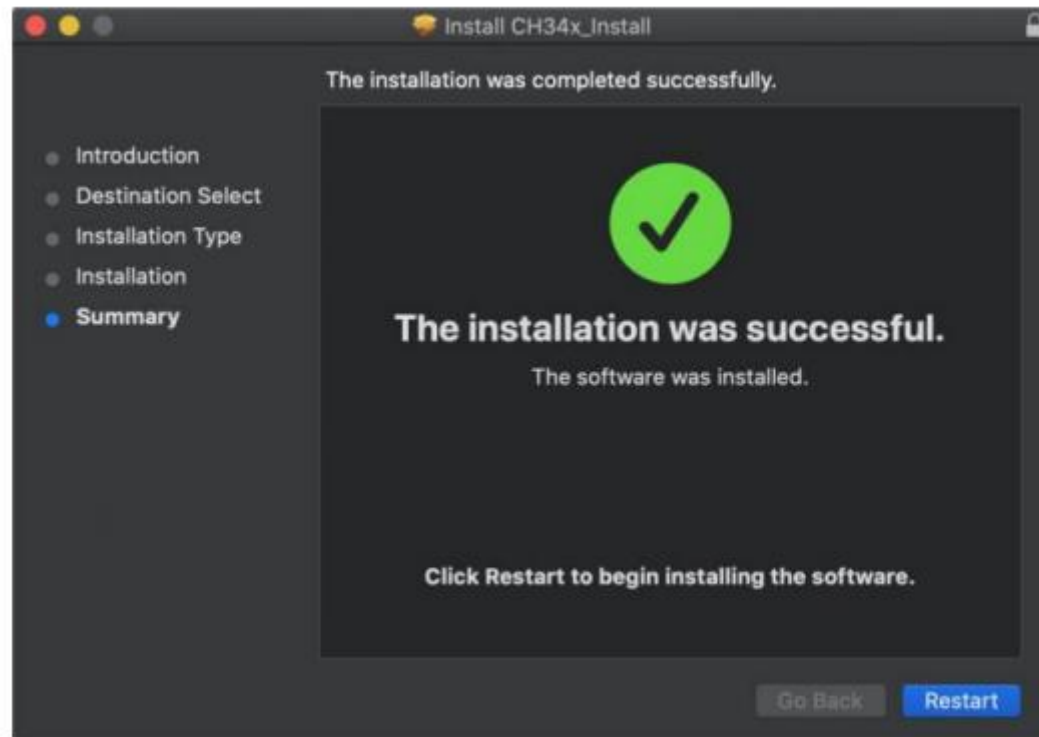 Install CH34x_Install
The installation was completed successfully.
Introduction
Destination Select
Installation Type
Installation
Summary
The installation was successful.
The software was installed.
Click Restart to begin installing the software.
Go Back
Restart